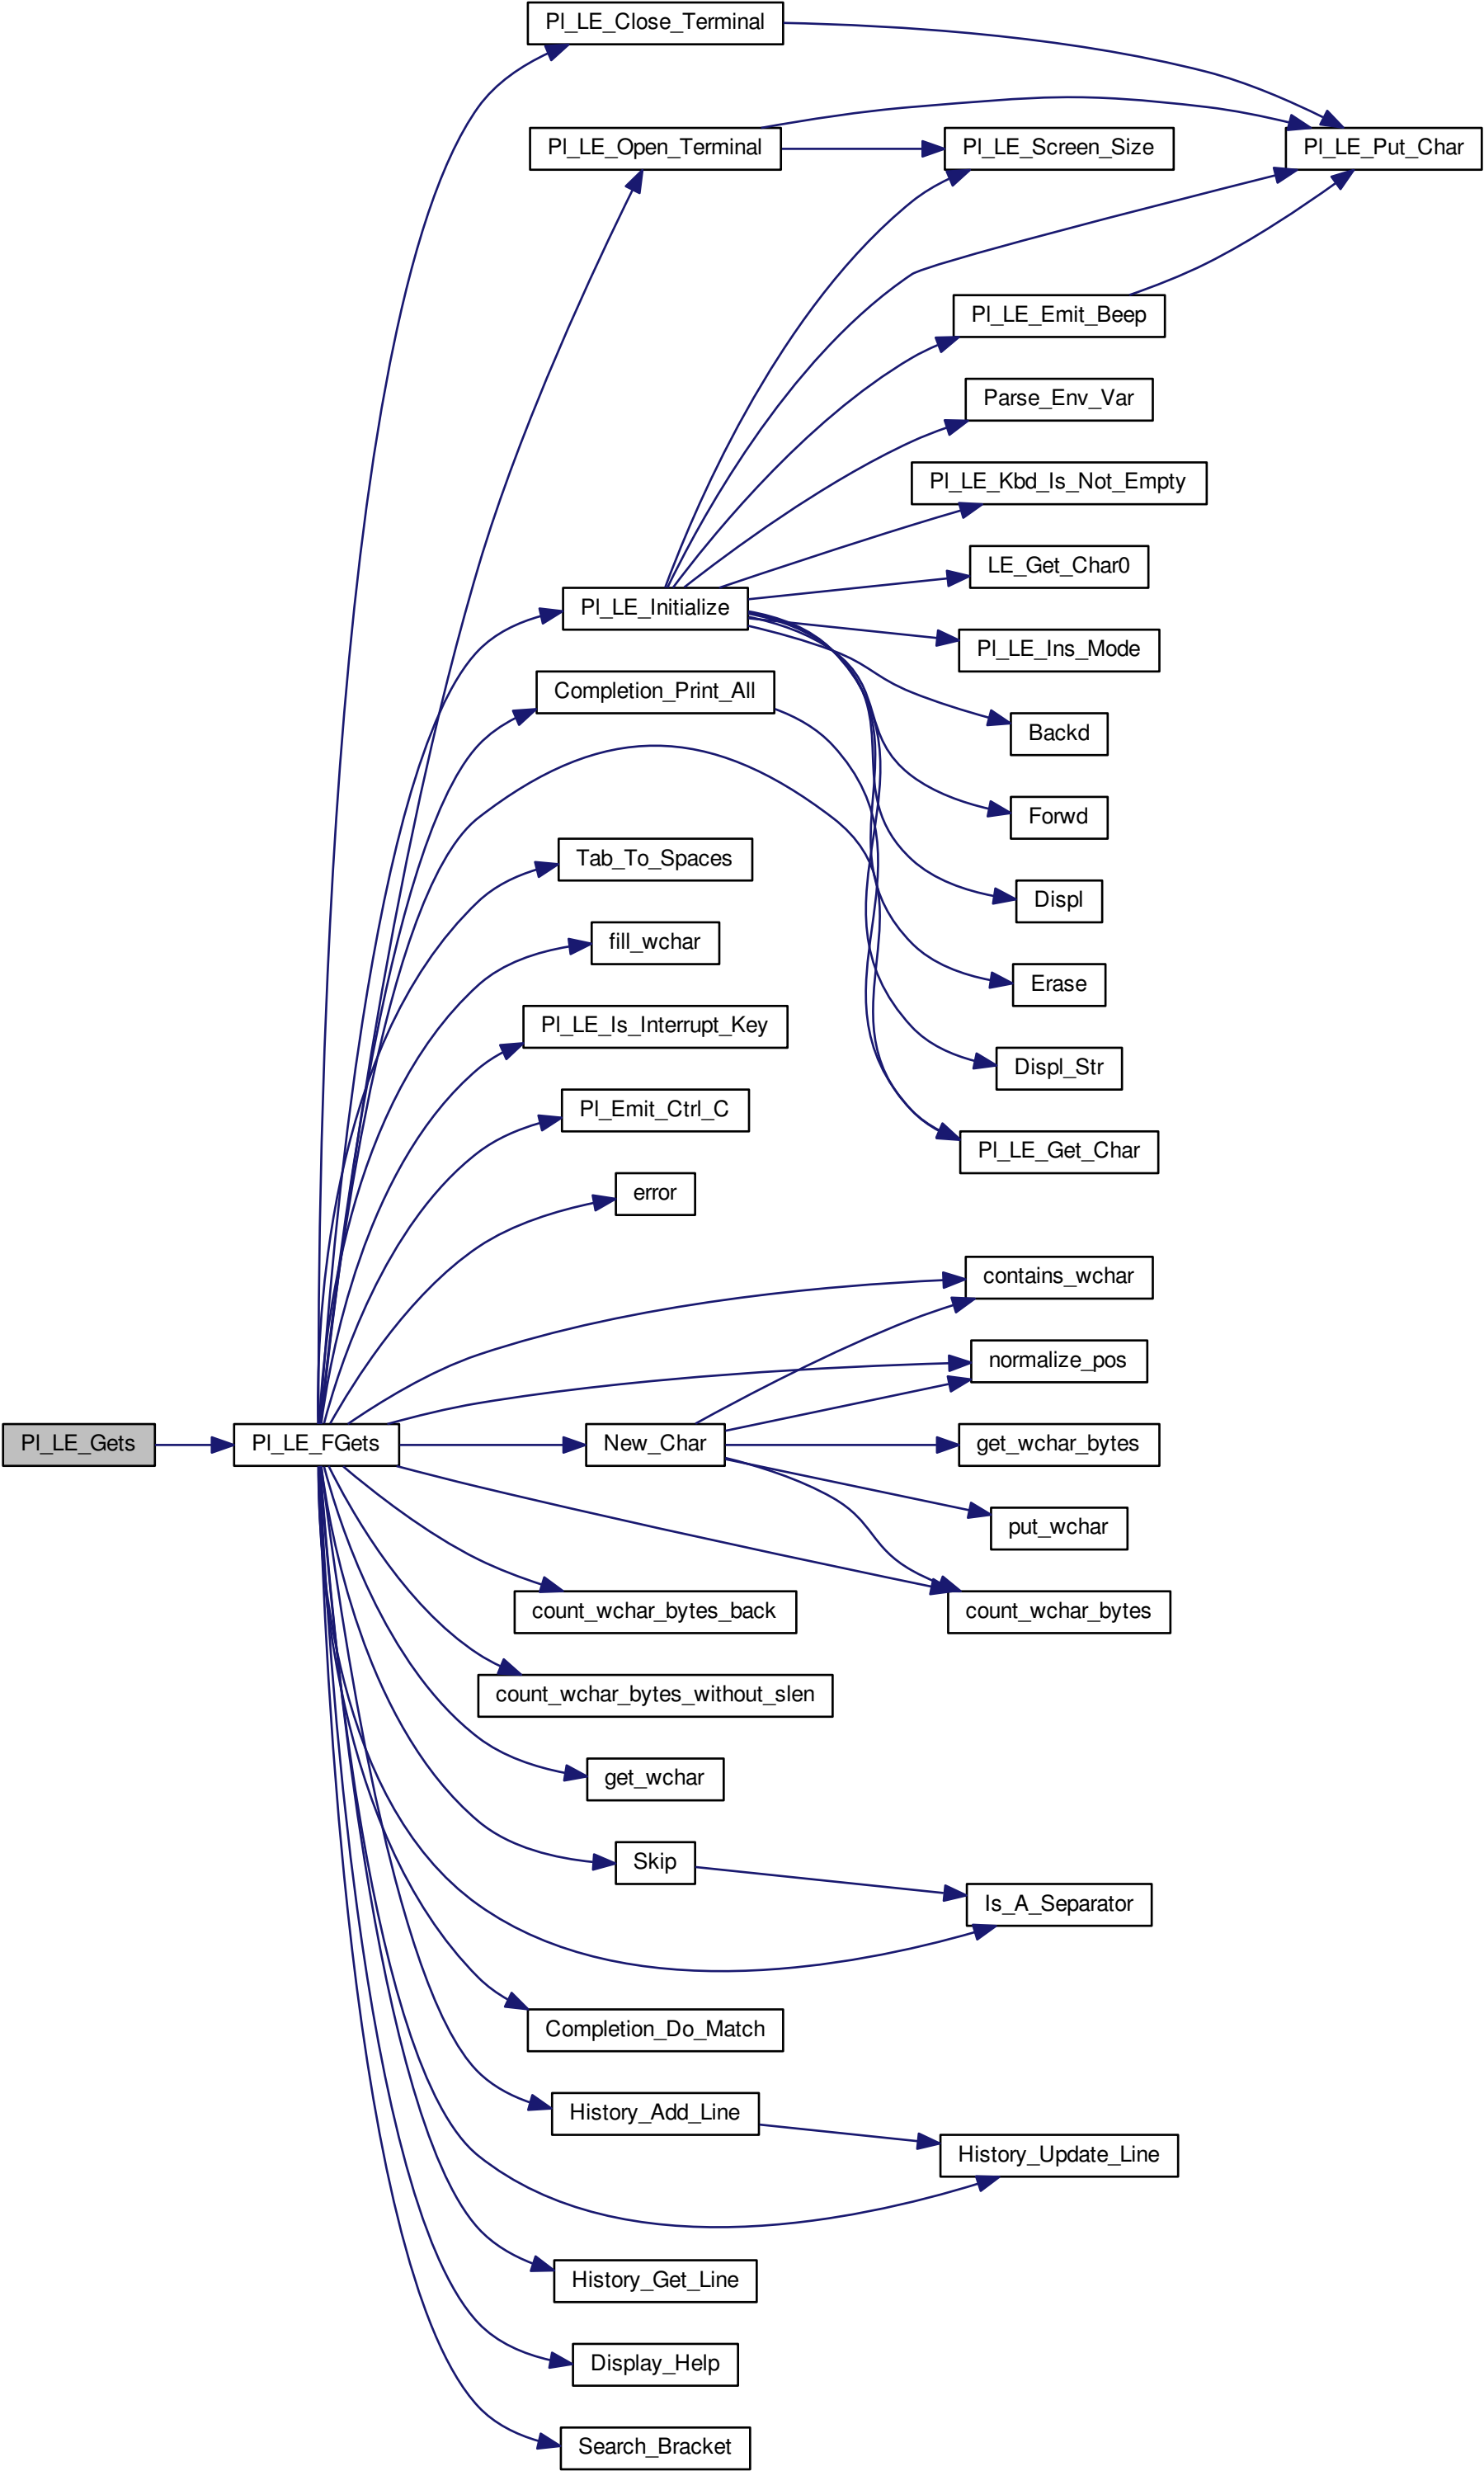 Pl_LE_Close_Terminal
Pl_LE_Open_Terminal
Pl_LE_Screen_Size
Pl_LE_Put_Char
Pl_LE_Emit_Beep
Parse_Env_Var
Pl_LE_Kbd_Is_Not_Empty
LE_Get_Char0
Pl_LE_Initialize
Pl_LE_Ins_Mode
Completion_Print_All
Backd
Forwd
Tab_To_Spaces
Displ
fill_wchar
Erase
Pl_LE_Is_Interrupt_Key
Displ_Str
Pl_Emit_Ctrl_C
Pl_LE_Get_Char
error
contains_wchar
normalize_pos
Pl_LE_Gets
Pl_LE_FGets
New_Char
get_wchar_bytes
put_wchar
count_wchar_bytes_back
count_wchar_bytes
count_wchar_bytes_without_slen
get_wchar
Skip
Is_A_Separator
Completion_Do_Match
History_Add_Line
History_Update_Line
History_Get_Line
Display_Help
Search_Bracket